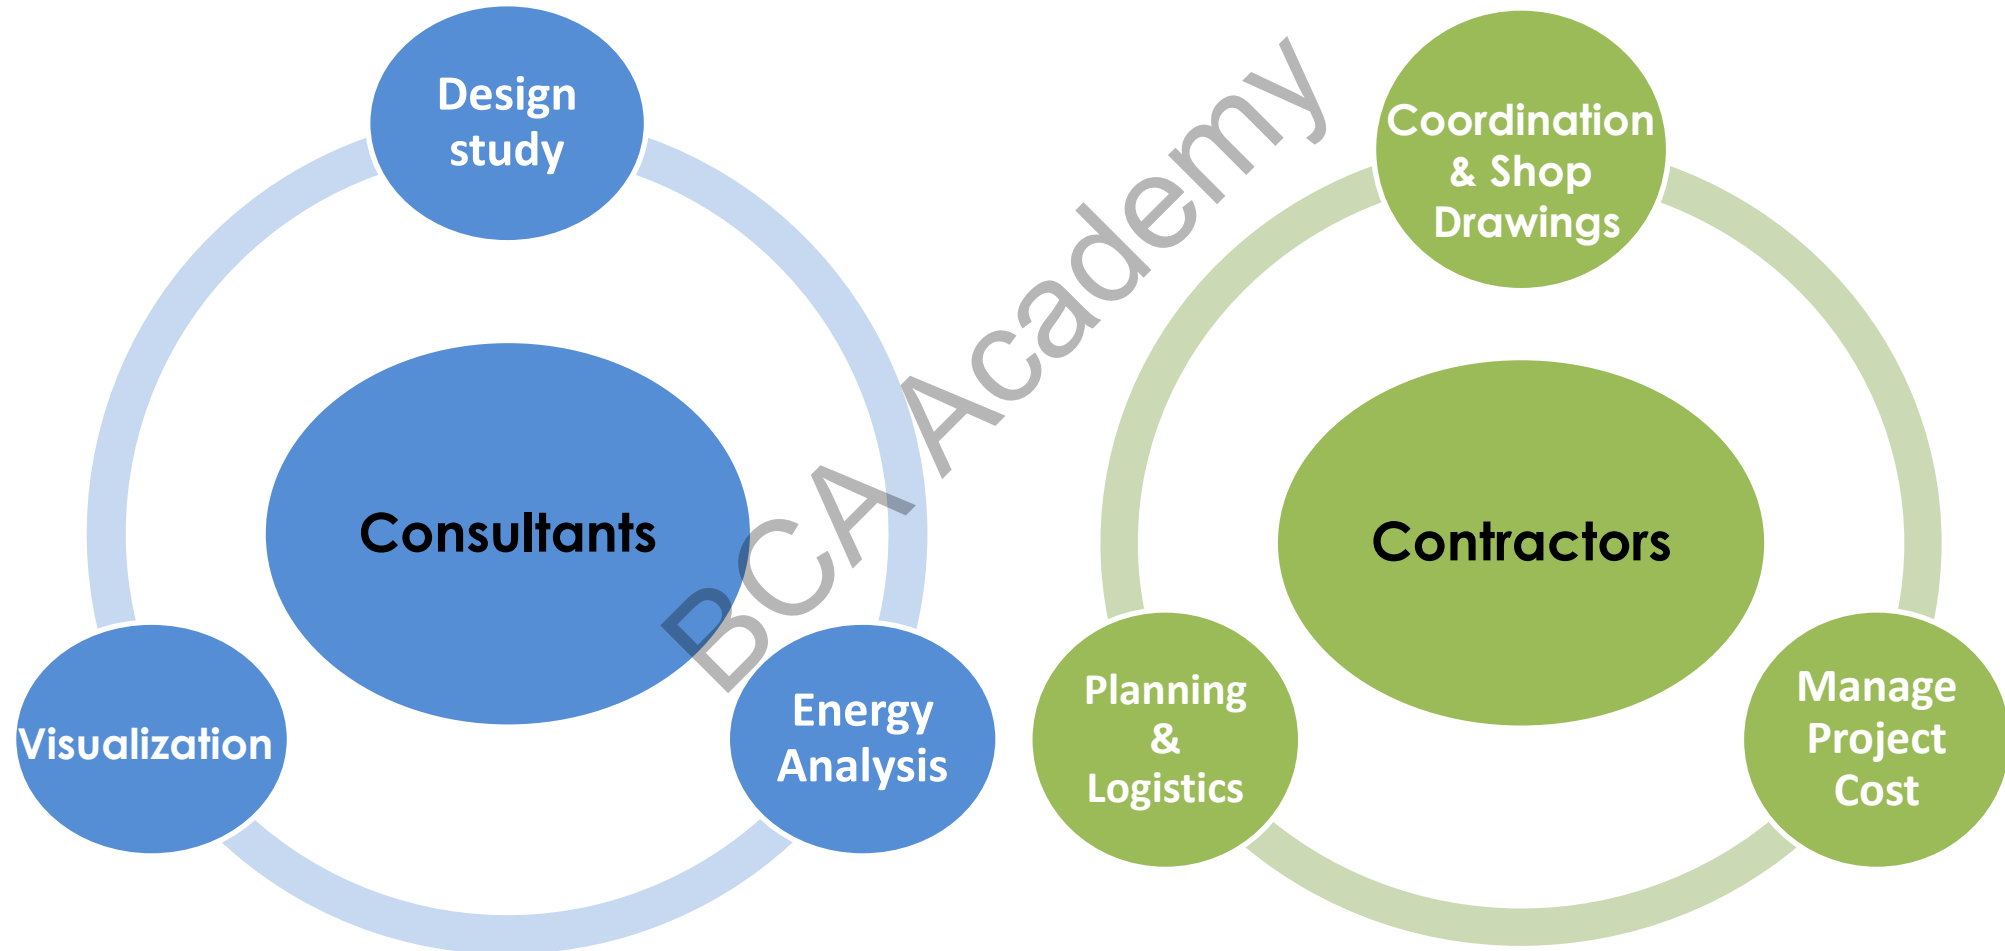 Design
study
Consultants
Visualization
Energy
Analysis
Coordination
& Shop
Drawings
Contractors
Planning
&
Logistics
Manage
Project
Cost
BCA Academy